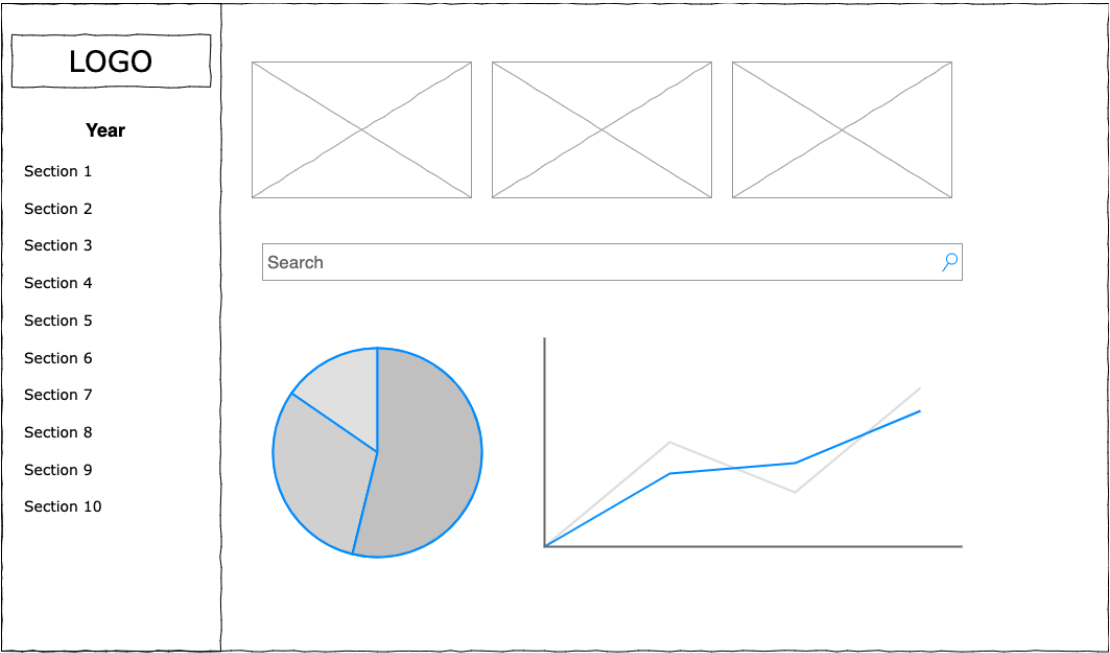 LOGO
Year
Section 1
Section 2
Section 3
Section 4
Section 5
Section 6
Section 7
Section 8
Section 9
Section 10
Search